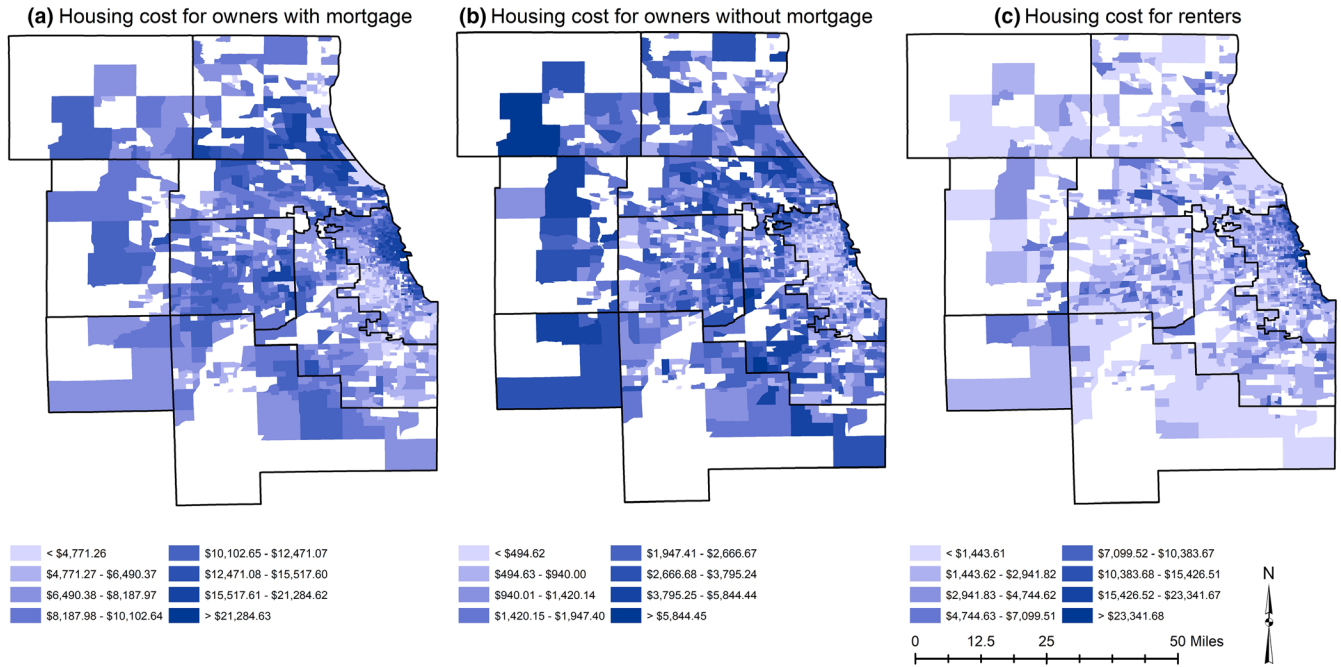 (a) Housing cost for owners with mortgage
(b) Housing cost for owners without mortgage
(c) Housing cost for renters
< $4,771.26
$4,771.27 - $6,490.37
$6,490.38 - $8,187.97
$8,187.98 - $10,102.64
$10,102.65 - $12,471.07
$12,471.08 - $15,517.60
$15,517.61 - $21,284.62
> $21,284.63
< $494.62
$494.63 - $940.00
$940.01 - $1,420.14
$1,420.15 - $1,947.40
$1,947.41 - $2,666.67
$2,666.68 - $3,795.24
$3,795.25 - $5,844.44
> $5,844.45
< $1,443.61
$1,443.62 - $2,941.82
$2,941.83 - $4,744.62
$4,744.63 - $7,099.51
$7,099.52 - $10,383.67
$10,383.68 - $15,426.51
$15,426.52 - $23,341.67
> $23,341.68
N
0 12.5 25 50 Miles